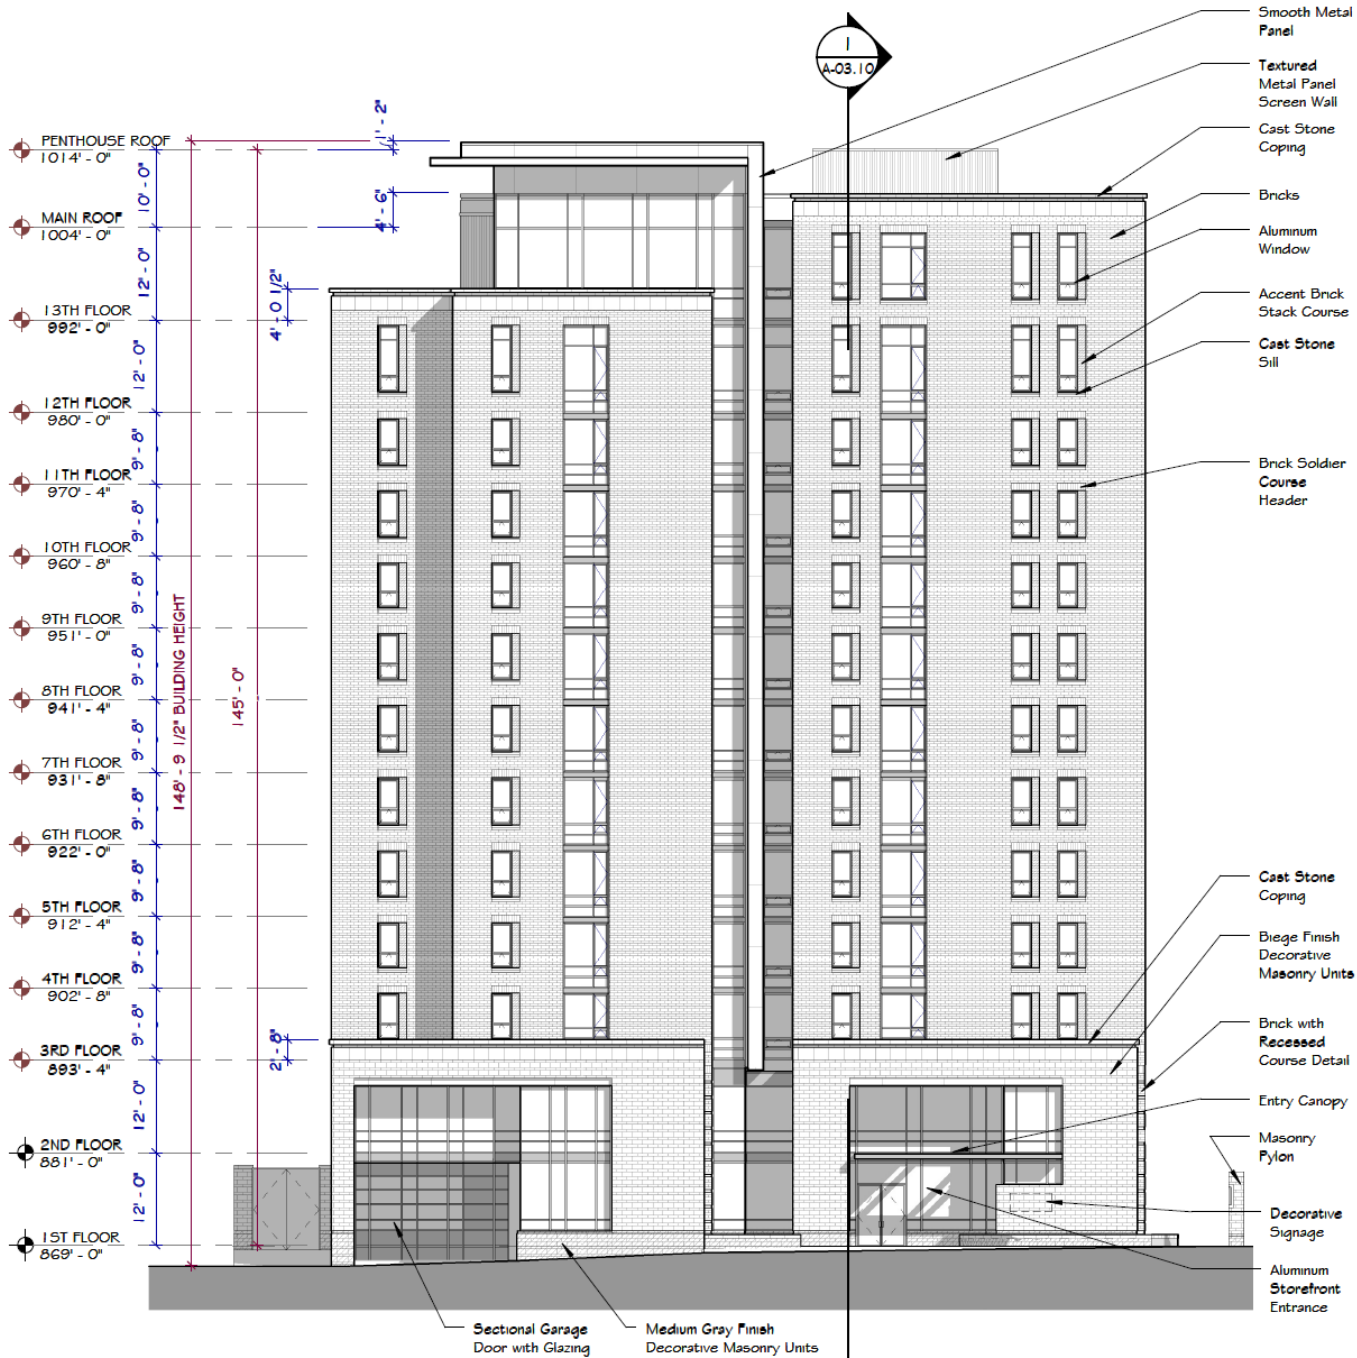 Smooth Metal
Panel
1
A-03.10
Textured
Metal Panel
Screen Wall
Cast Stone
Coping
Bricks
Aluminum
Window
Accent Brick
Stack Course
Cast Stone
Sill
Brick Soldier
Course
Header
Cast Stone
Coping
Biege Finish
Decorative
Masonry Units
Brick with
Recessed
Course Detail
Entry Canopy
Masonry
Pylon
Decorative
Signage
Aluminum
Storefront
Entrance
Sectional Garage
Door with Glazing
Medium Gray Finish
Decorative Masonry Units
PENTHOUSE ROOF
1014' - 0"
MAIN ROOF
1004' - 0"
13TH FLOOR
992' - 0"
12TH FLOOR
980' - 0"
11TH FLOOR
970' - 4"
10TH FLOOR
960' - 8"
9TH FLOOR
951' - 0"
8TH FLOOR
941' - 4"
7TH FLOOR
931' - 8"
6TH FLOOR
922' - 0"
5TH FLOOR
912' - 4"
4TH FLOOR
902' - 8"
3RD FLOOR
893' - 4"
2ND FLOOR
881' - 0"
1ST FLOOR
869' - 0"
10' - 0"
12' - 0"
12' - 0"
9' - 8"
9' - 8"
9' - 8"
9' - 8"
9' - 8"
9' - 8"
9' - 8"
9' - 8"
9' - 8"
12' - 0"
12' - 0"
148' - 9 1/2" BUILDING HEIGHT
145' - 0"
1' - 2"
4' - 6"
4' - 0 1/2"
2' - 8"